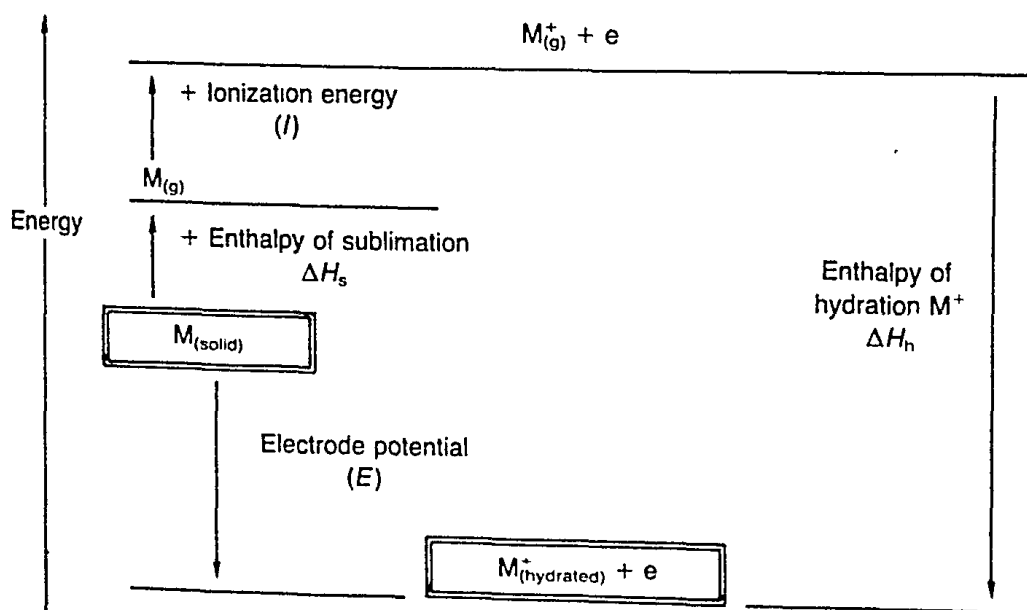 M⁺(g) + e
+ Ionization energy
(I)
M(g)
Energy
+ Enthalpy of sublimation
ΔHs
Enthalpy of
hydration M⁺
ΔHh
M(solid)
Electrode potential
(E)
M⁺(hydrated) + e